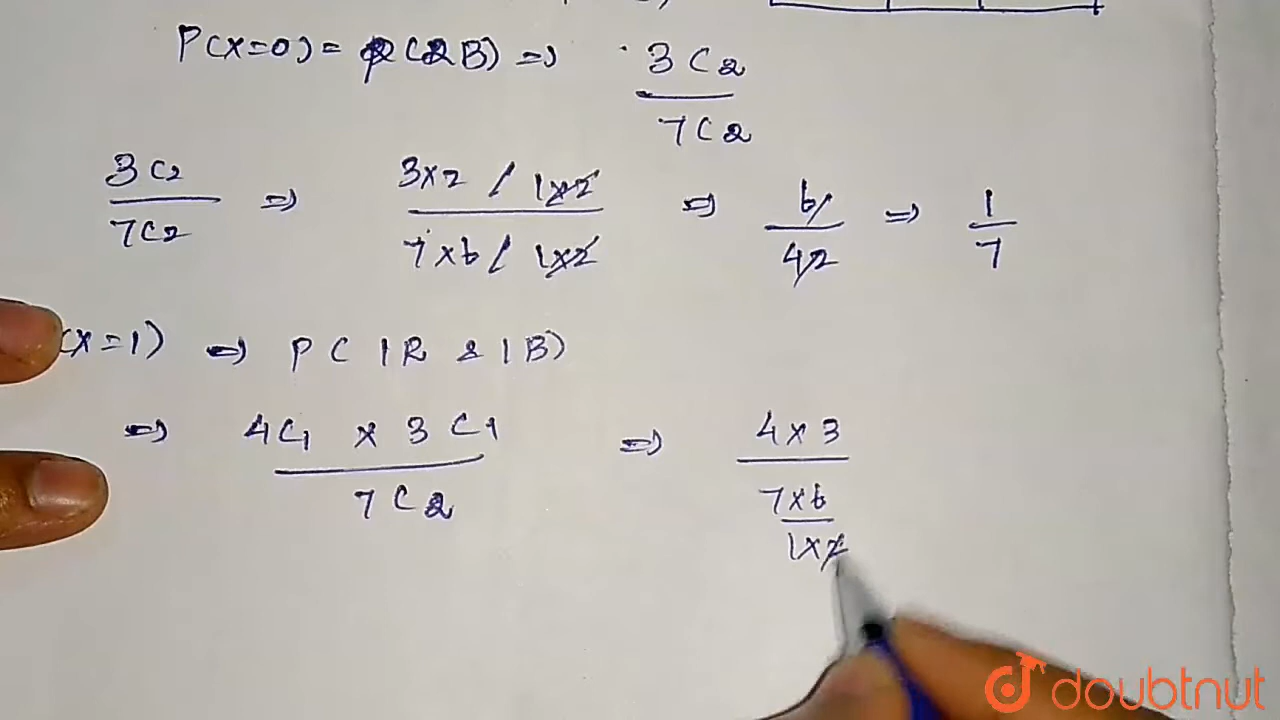 P(X=0) = P(2B) ⇒ 3C2 / 7C2
3C2 / 7C2 ⇒ 3×2 / 1×2 / 7×6 / 1×2 ⇒ 6 / 42 ⇒ 1 / 7
(X=1) ⇒ P(1R & 1B)
⇒ 4C1 × 3C1 / 7C2 ⇒ 4×3 / 7×6 / 1×2
doubtnut